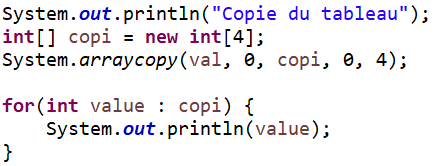 System.out.println("Copie du tableau");
int[] copi = new int[4];
System.arraycopy(val, 0, copi, 0, 4);
for(int value : copi) {
    System.out.println(value);
}